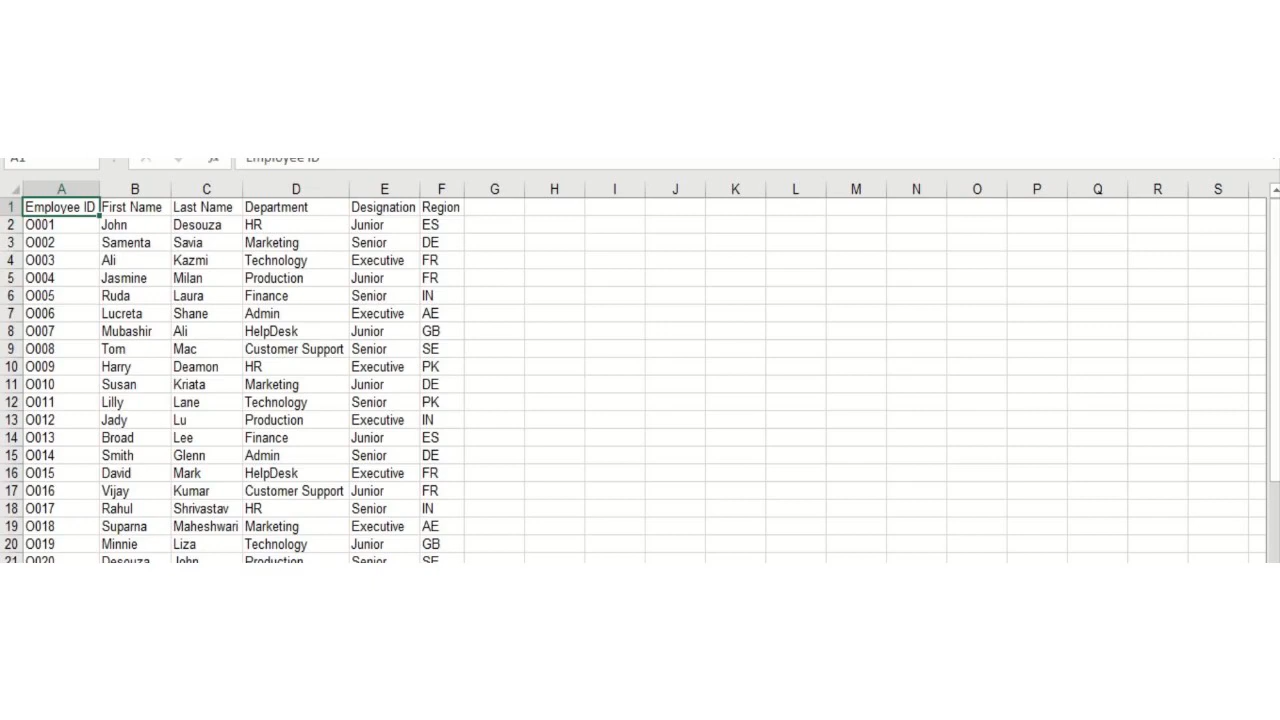 A1 fx Employee ID
A B C D E F G H I J K L M N O P Q R S
1 Employee ID First Name Last Name Department Designation Region
2 O001 John Desouza HR Junior ES
3 O002 Samenta Savia Marketing Senior DE
4 O003 Ali Kazmi Technology Executive FR
5 O004 Jasmine Milan Production Junior FR
6 O005 Ruda Laura Finance Senior IN
7 O006 Lucreta Shane Admin Executive AE
8 O007 Mubashir Ali HelpDesk Junior GB
9 O008 Tom Mac Customer Support Senior SE
10 O009 Harry Deamon HR Executive PK
11 O010 Susan Kriata Marketing Junior DE
12 O011 Lilly Lane Technology Senior PK
13 O012 Jady Lu Production Executive IN
14 O013 Broad Lee Finance Junior ES
15 O014 Smith Glenn Admin Senior DE
16 O015 David Mark HelpDesk Executive FR
17 O016 Vijay Kumar Customer Support Junior FR
18 O017 Rahul Shrivastav HR Senior IN
19 O018 Suparna Maheshwari Marketing Executive AE
20 O019 Minnie Liza Technology Junior GB
21 O020 Desouza John Production Senior SE